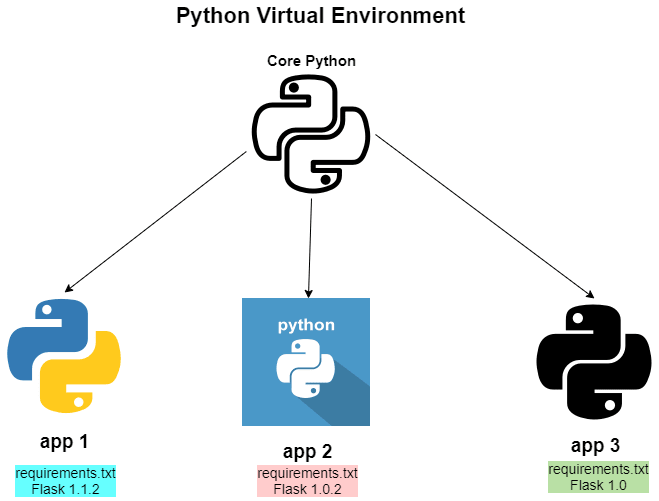 Python Virtual Environment
Core Python
python
app 1
requirements.txt
Flask 1.1.2
app 2
requirements.txt
Flask 1.0.2
app 3
requirements.txt
Flask 1.0